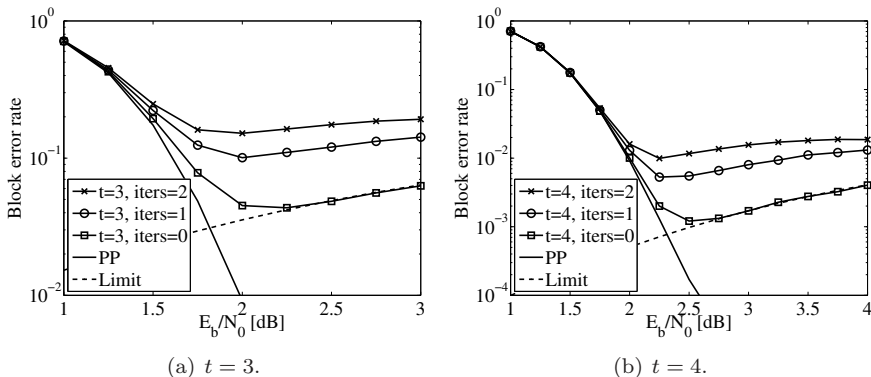 10^0
10^-1
10^-2
Block error rate
t=3, iters=2
t=3, iters=1
t=3, iters=0
PP
Limit
1 1.5 2 2.5 3
E_b/N_0 [dB]
(a) t = 3.
10^0
10^-1
10^-2
10^-3
10^-4
Block error rate
t=4, iters=2
t=4, iters=1
t=4, iters=0
PP
Limit
1 1.5 2 2.5 3 3.5 4
E_b/N_0 [dB]
(b) t = 4.